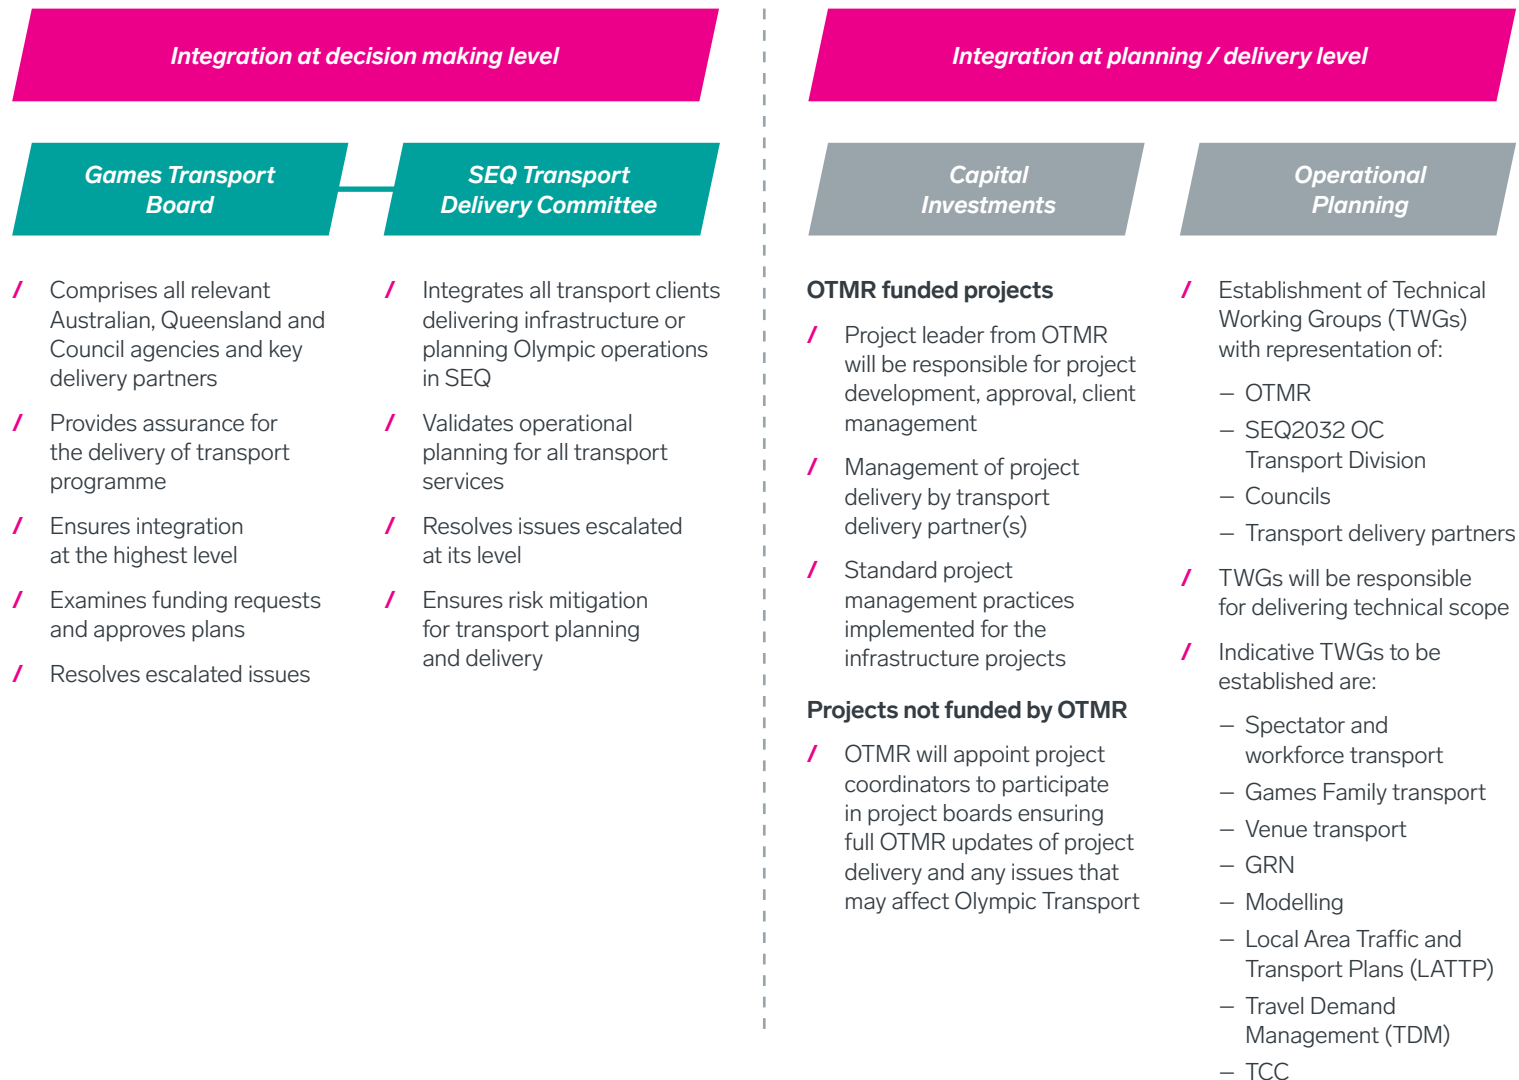 Integration at decision making level
Games Transport
Board
SEQ Transport
Delivery Committee
/ Comprises all relevant
Australian, Queensland and
Council agencies and key
delivery partners
/ Provides assurance for
the delivery of transport
programme
/ Ensures integration
at the highest level
/ Examines funding requests
and approves plans
/ Resolves escalated issues
/ Integrates all transport clients
delivering infrastructure or
planning Olympic operations
in SEQ
/ Validates operational
planning for all transport
services
/ Resolves issues escalated
at its level
/ Ensures risk mitigation
for transport planning
and delivery
Integration at planning / delivery level
Capital
Investments
OTMR funded projects
/ Project leader from OTMR
will be responsible for project
development, approval, client
management
/ Management of project
delivery by transport
delivery partner(s)
/ Standard project
management practices
implemented for the
infrastructure projects
Projects not funded by OTMR
/ OTMR will appoint project
coordinators to participate
in project boards ensuring
full OTMR updates of project
delivery and any issues that
may affect Olympic Transport
Operational
Planning
/ Establishment of Technical
Working Groups (TWGs)
with representation of:
– OTMR
– SEQ2032 OC
Transport Division
– Councils
– Transport delivery partners
/ TWGs will be responsible
for delivering technical scope
/ Indicative TWGs to be
established are:
– Spectator and
workforce transport
– Games Family transport
– Venue transport
– GRN
– Modelling
– Local Area Traffic and
Transport Plans (LATTP)
– Travel Demand
Management (TDM)
– TCC